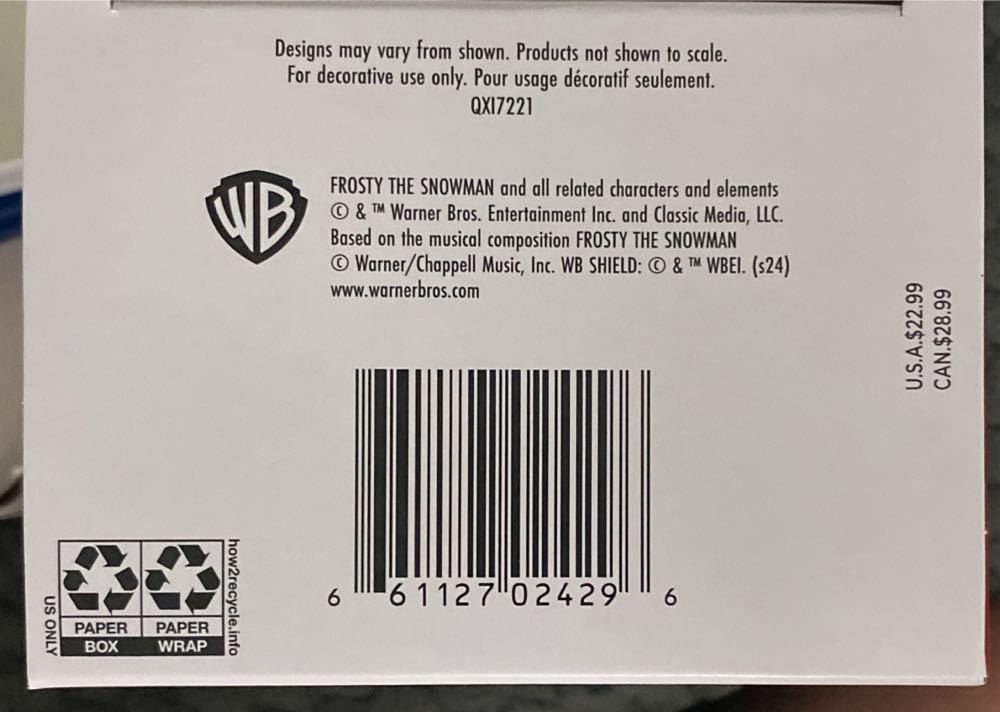 Designs may vary from shown. Products not shown to scale.
For decorative use only. Pour usage décoratif seulement.
QXI7221
WB
FROSTY THE SNOWMAN and all related characters and elements
© & ™ Warner Bros. Entertainment Inc. and Classic Media, LLC.
Based on the musical composition FROSTY THE SNOWMAN
© Warner/Chappell Music, Inc. WB SHIELD: © & ™ WBEI. (s24)
www.warnerbros.com
U.S.A.$22.99
CAN.$28.99
6 61127 02429 6
US ONLY
PAPER
BOX
PAPER
WRAP
how2recycle.info